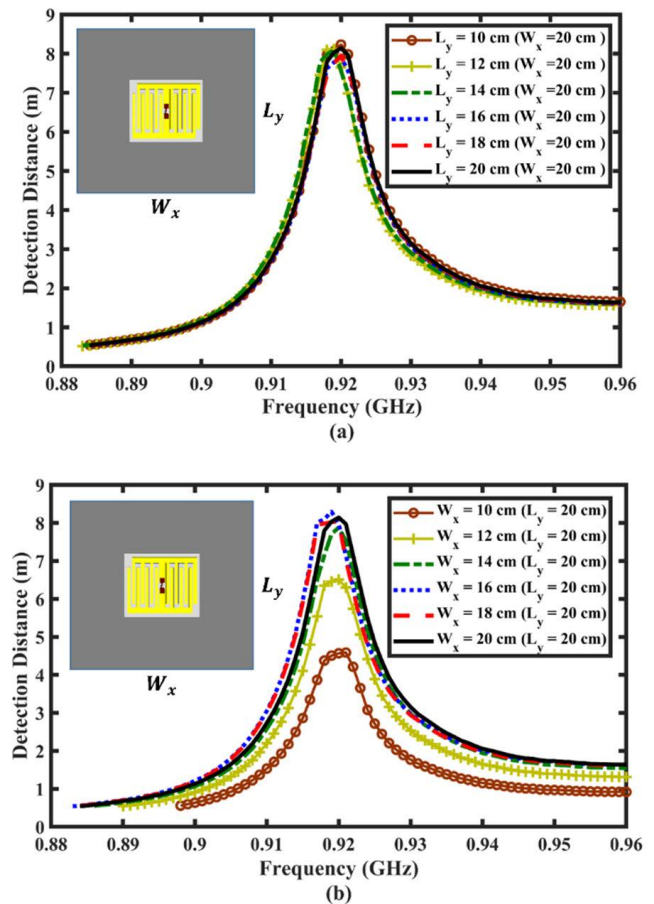 Detection Distance (m)
9
8
7
6
5
4
3
2
1
0
L_y
W_x
L_y = 10 cm (W_x =20 cm )
L_y = 12 cm (W_x =20 cm )
L_y = 14 cm (W_x =20 cm )
L_y = 16 cm (W_x =20 cm )
L_y = 18 cm (W_x =20 cm )
L_y = 20 cm (W_x =20 cm )
0.88 0.89 0.9 0.91 0.92 0.93 0.94 0.95 0.96
Frequency (GHz)
(a)
Detection Distance (m)
9
8
7
6
5
4
3
2
1
0
L_y
W_x
W_x = 10 cm (L_y = 20 cm)
W_x = 12 cm (L_y = 20 cm)
W_x = 14 cm (L_y = 20 cm)
W_x = 16 cm (L_y = 20 cm)
W_x = 18 cm (L_y = 20 cm)
W_x = 20 cm (L_y = 20 cm)
0.88 0.89 0.9 0.91 0.92 0.93 0.94 0.95 0.96
Frequency (GHz)
(b)